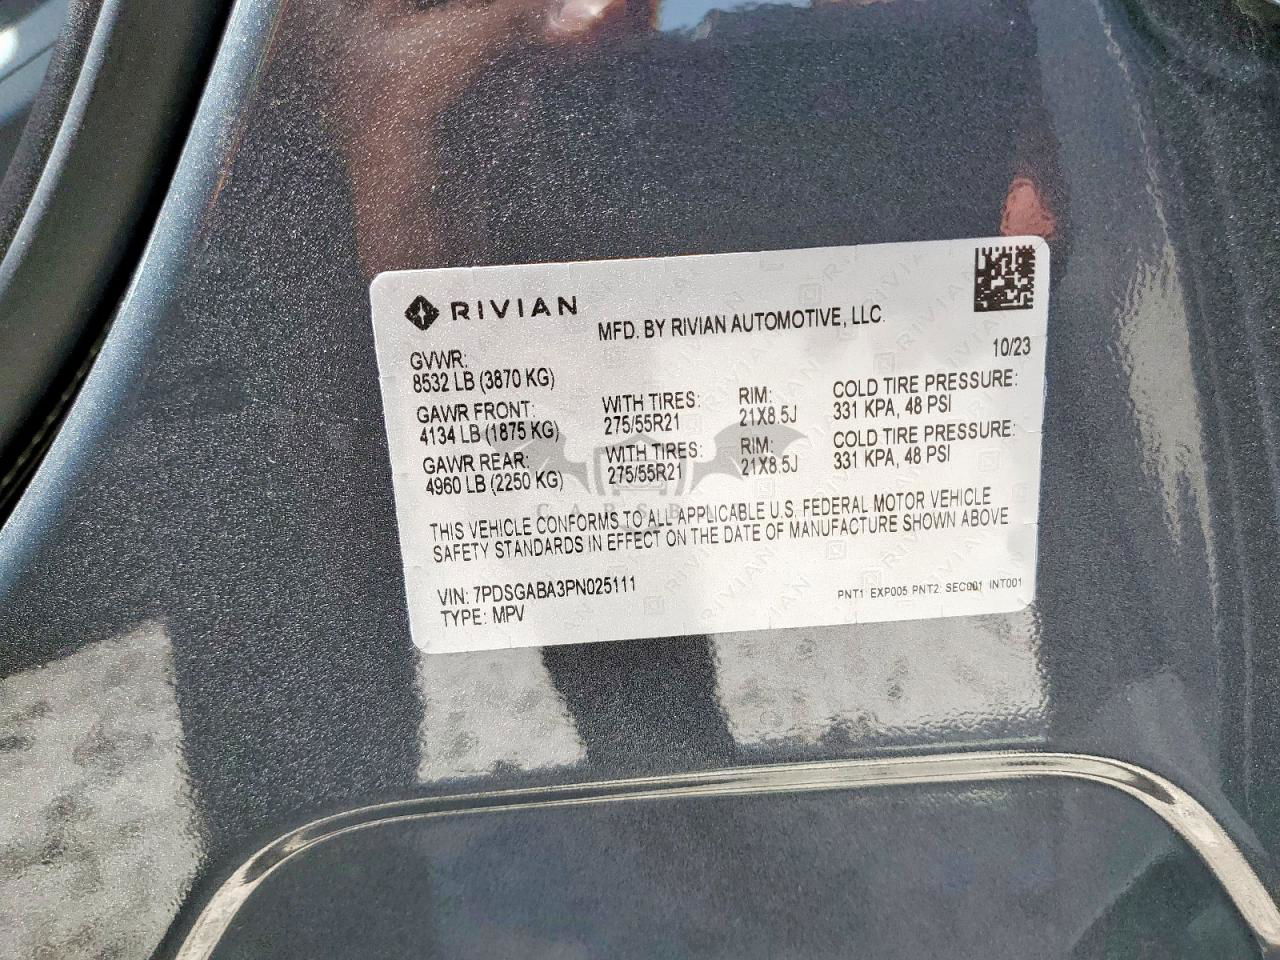 RIVIAN
MFD. BY RIVIAN AUTOMOTIVE, LLC.
10/23
GVWR:
8532 LB (3870 KG)
GAWR FRONT:
4134 LB (1875 KG)
WITH TIRES:
275/55R21
RIM:
21X8.5J
COLD TIRE PRESSURE:
331 KPA, 48 PSI
GAWR REAR:
4960 LB (2250 KG)
WITH TIRES:
275/55R21
RIM:
21X8.5J
COLD TIRE PRESSURE:
331 KPA, 48 PSI
THIS VEHICLE CONFORMS TO ALL APPLICABLE U.S. FEDERAL MOTOR VEHICLE
SAFETY STANDARDS IN EFFECT ON THE DATE OF MANUFACTURE SHOWN ABOVE
VIN: 7PDSGABA3PN025111
TYPE: MPV
PNT1: EXP005 PNT2: SEC001 INT001